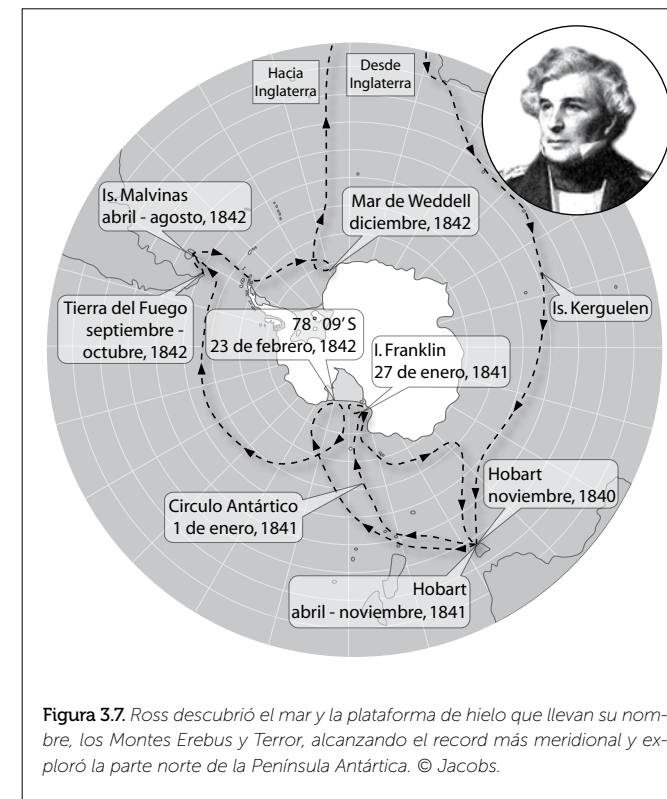 Hacia
Inglaterra
Desde
Inglaterra
Is. Malvinas
abril - agosto, 1842
Mar de Weddell
diciembre, 1842
Tierra del Fuego
septiembre -
octubre, 1842
78° 09' S
23 de febrero, 1842
I. Franklin
27 de enero, 1841
Is. Kerguelen
Circulo Antártico
1 de enero, 1841
Hobart
noviembre, 1840
Hobart
abril - noviembre, 1841
Figura 3.7. Ross descubrió el mar y la plataforma de hielo que llevan su nom-
bre, los Montes Erebus y Terror, alcanzando el record más meridional y ex-
ploró la parte norte de la Península Antártica. © Jacobs.